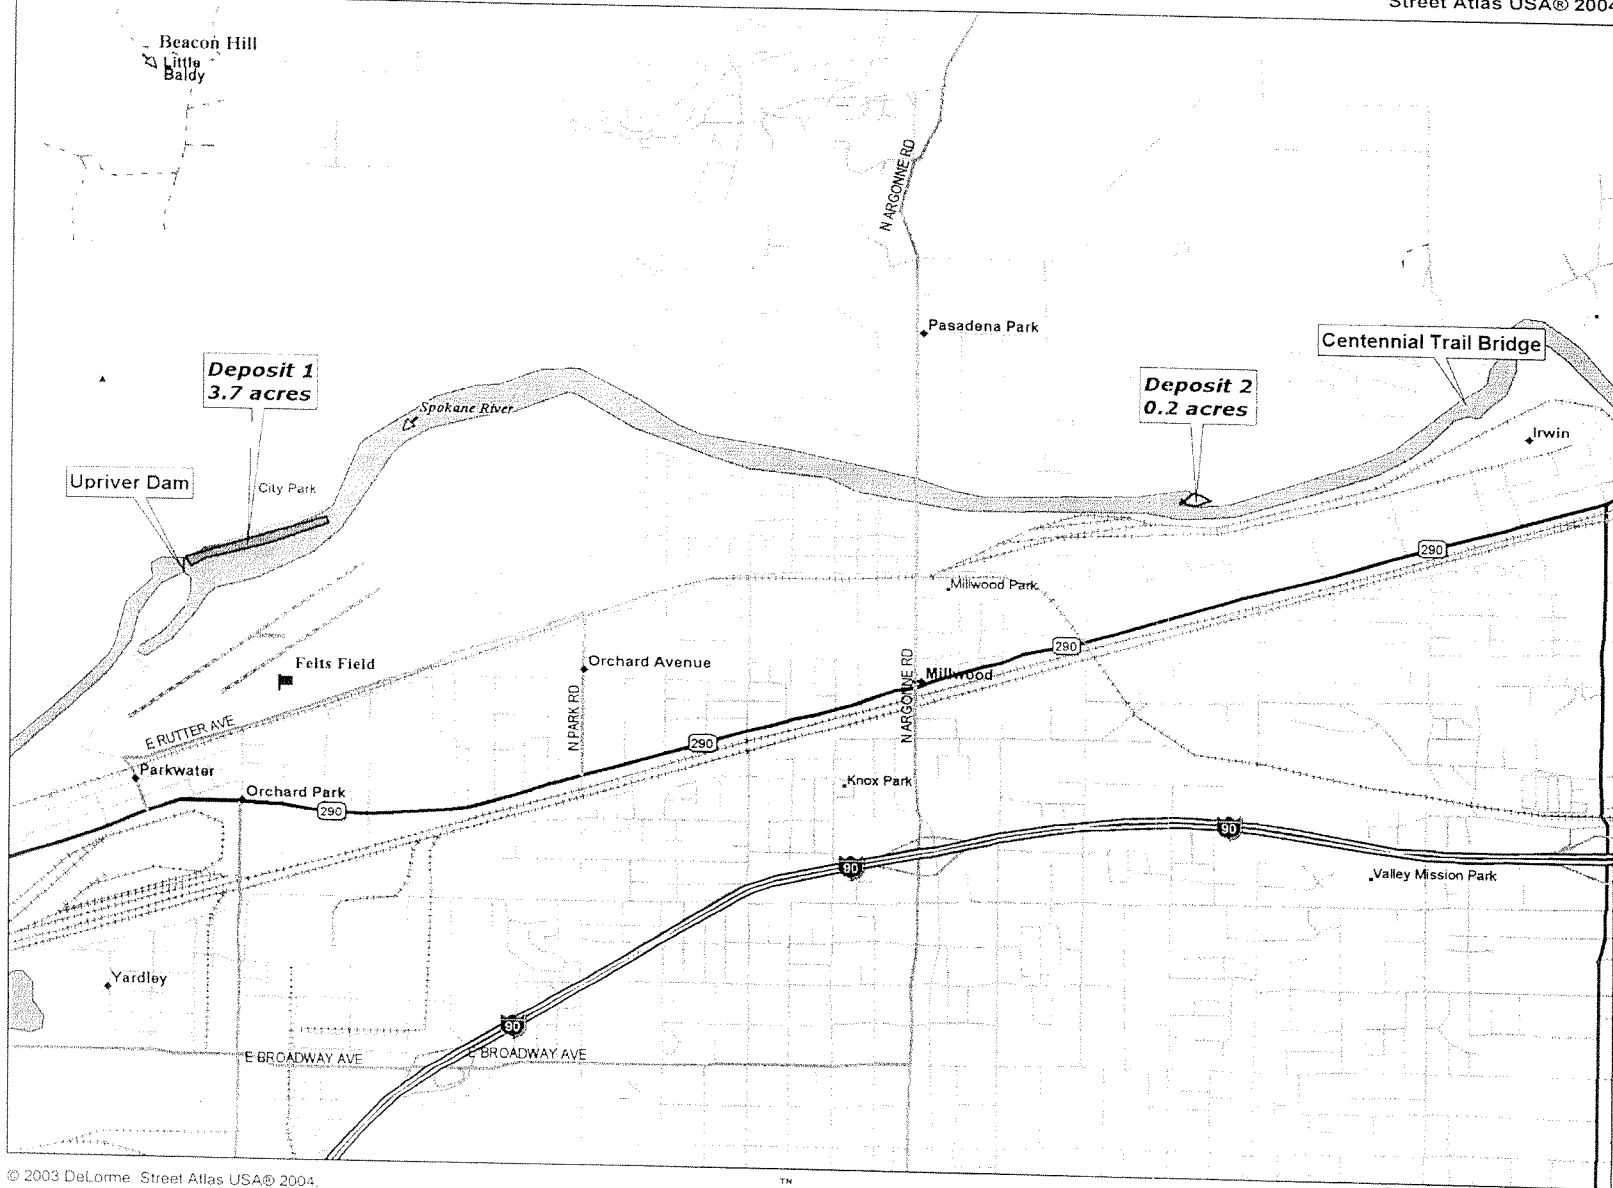 Street Atlas USA® 2004
Beacon Hill
Little
Baldy
N ARGONNE RD
Pasadena Park
Centennial Trail Bridge
Deposit 1
3.7 acres
Deposit 2
0.2 acres
Spokane River
Irwin
Upriver Dam
City Park
290
Millwood Park
290
Felts Field
Orchard Avenue
N ARGONNE RD
Millwood
N PARK RD
E RUTTER AVE
290
Parkwater
Knox Park
Orchard Park
290
90
90
Valley Mission Park
Yardley
90
E BROADWAY AVE
E BROADWAY AVE
© 2003 DeLorme. Street Atlas USA® 2004.
TM